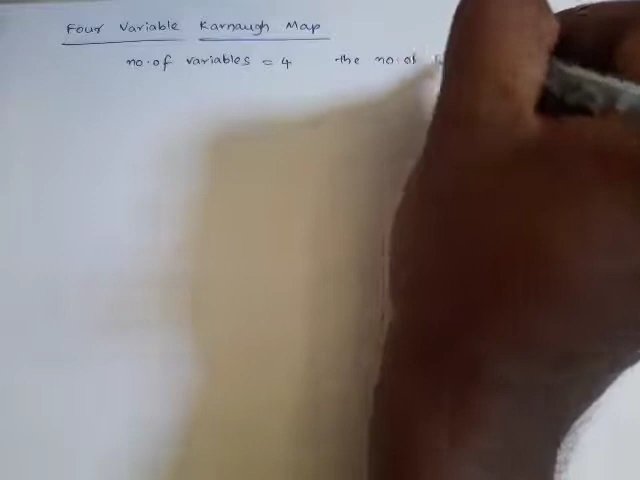 Four Variable Karnaugh Map
no. of variables = 4 the no. of